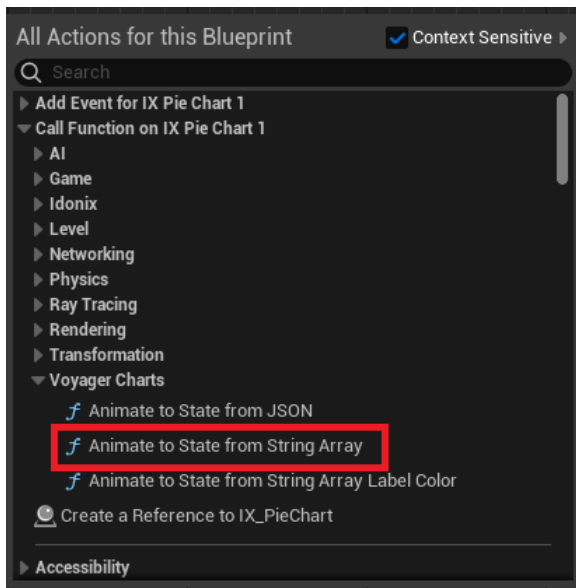 All Actions for this Blueprint Context Sensitive
Search
Add Event for IX Pie Chart 1
Call Function on IX Pie Chart 1
AI
Game
Idonix
Level
Networking
Physics
Ray Tracing
Rendering
Transformation
Voyager Charts
f Animate to State from JSON
f Animate to State from String Array
f Animate to State from String Array Label Color
Create a Reference to IX_PieChart
Accessibility